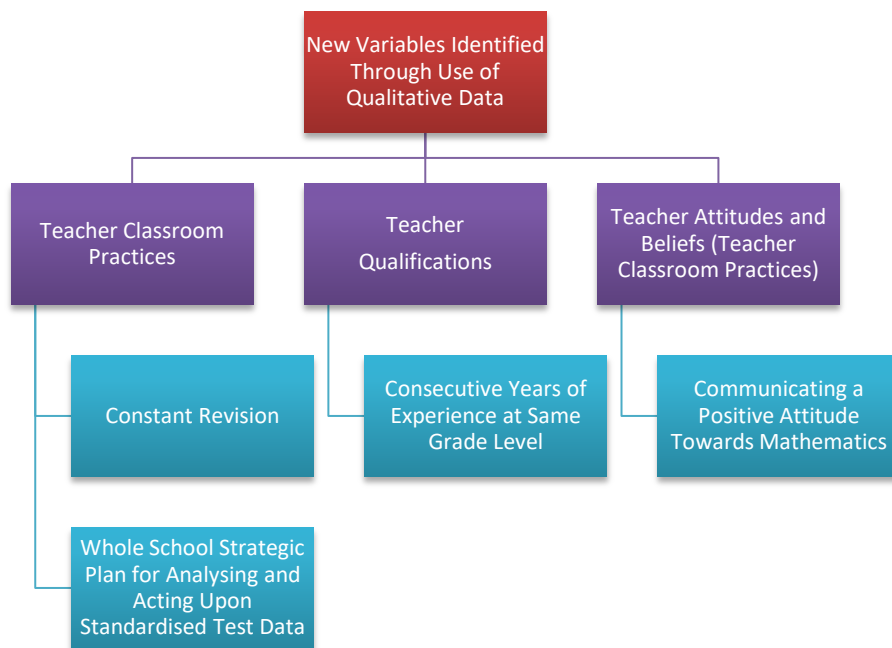 New Variables Identified
Through Use of
Qualitative Data
Teacher Classroom
Practices
Teacher
Qualifications
Teacher Attitudes and
Beliefs (Teacher
Classroom Practices)
Constant Revision
Consecutive Years of
Experience at Same
Grade Level
Communicating a
Positive Attitude
Towards Mathematics
Whole School Strategic
Plan for Analysing and
Acting Upon
Standardised Test Data